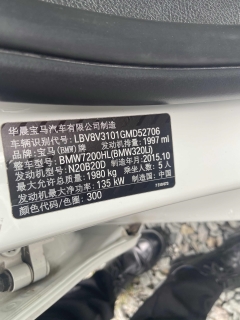 华晨宝马汽车有限公司制造
车辆识别代号: LBV8V3101GMD52706
品牌: 宝马(BMW)牌 发动机排量: 1997 ml
整车型号: BMW7200HL(BMW320Li)
发动机型号: N20B20D 制造年月: 2015.10
最大允许总质量: 1980 kg 乘坐人数: 5 人
发动机最大净功率: 135 kW 制造国: 中国
颜色代码/色号: 300